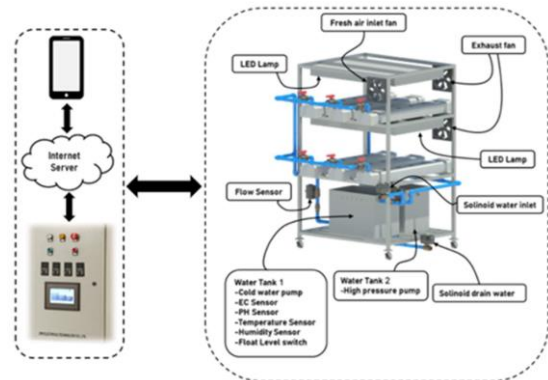 Fresh air inlet fan
Exhaust fan
LED Lamp
Internet
Server
LED Lamp
Flow Sensor
Solinoid water inlet
Water Tank 1
-Cold water pump
-EC Sensor
-PH Sensor
-Temperature Sensor
-Humidity Sensor
-Float Level switch
Water Tank 2
-High pressure pump
Solinoid drain water